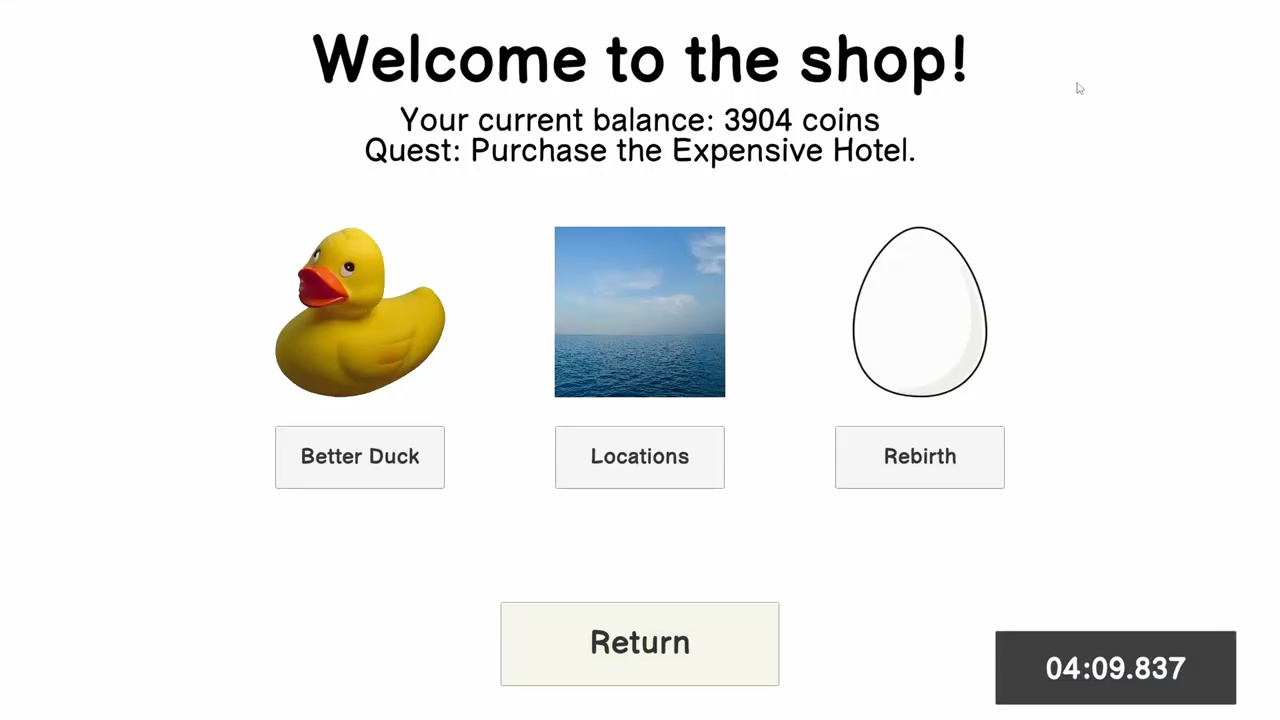 Welcome to the shop!
Your current balance: 3904 coins
Quest: Purchase the Expensive Hotel.
Better Duck
Locations
Rebirth
Return
04:09.837